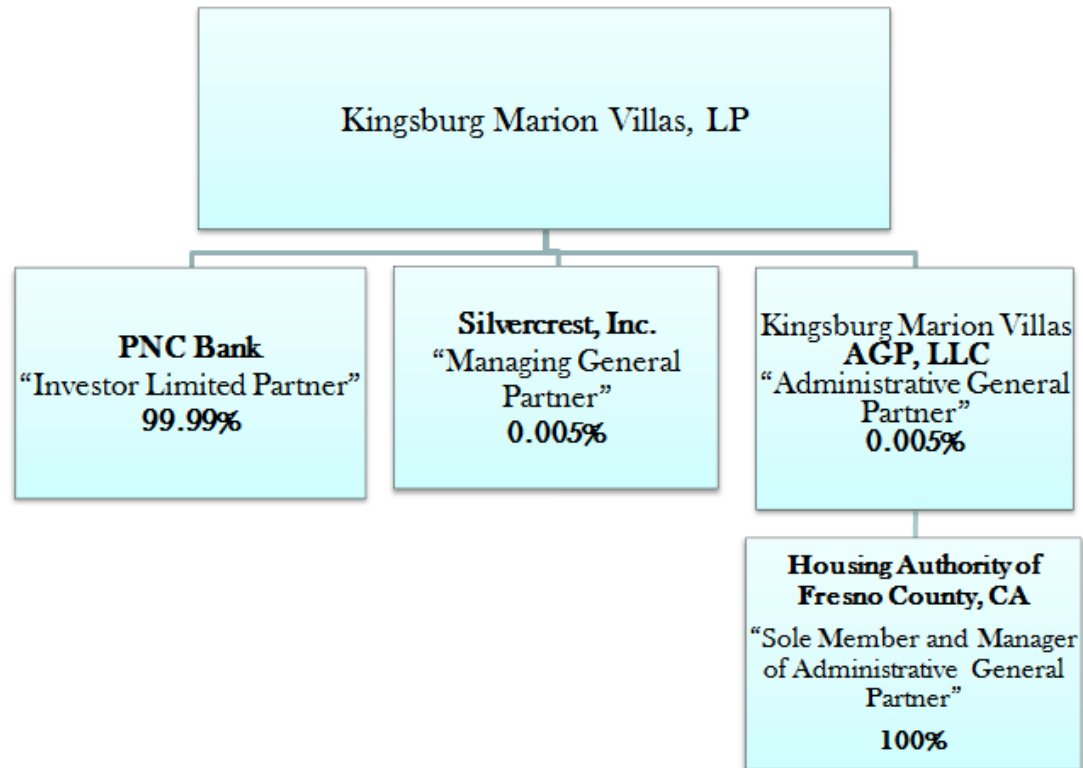 Kingsburg Marion Villas, LP
PNC Bank
“Investor Limited Partner”
99.99%
Silvercrest, Inc.
“Managing General
Partner”
0.005%
Kingsburg Marion Villas
AGP, LLC
“Administrative General
Partner”
0.005%
Housing Authority of
Fresno County, CA
“Sole Member and Manager
of Administrative General
Partner”
100%